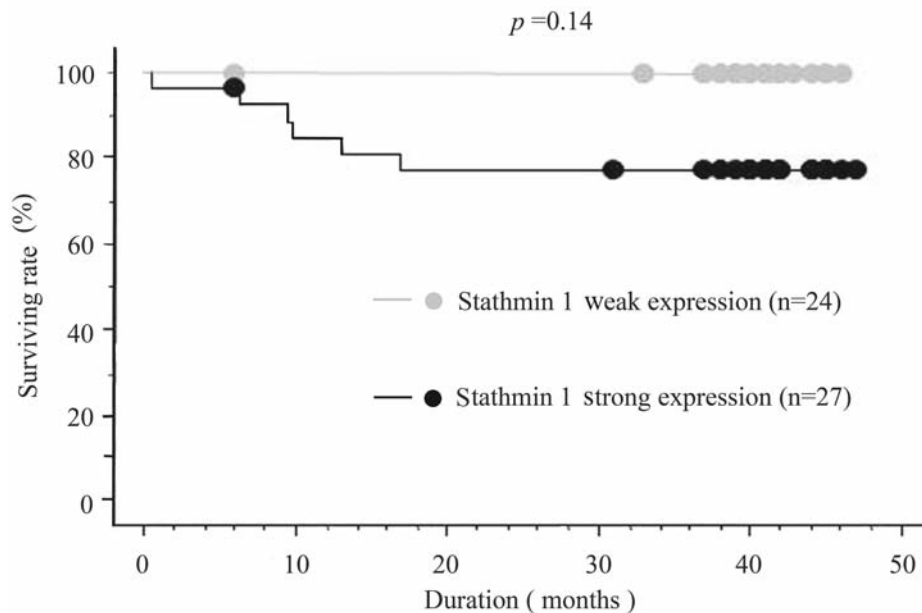 p =0.14
100
80
60
40
20
0
Surviving rate (%)
Stathmin 1 weak expression (n=24)
Stathmin 1 strong expression (n=27)
0 10 20 30 40 50
Duration ( months )